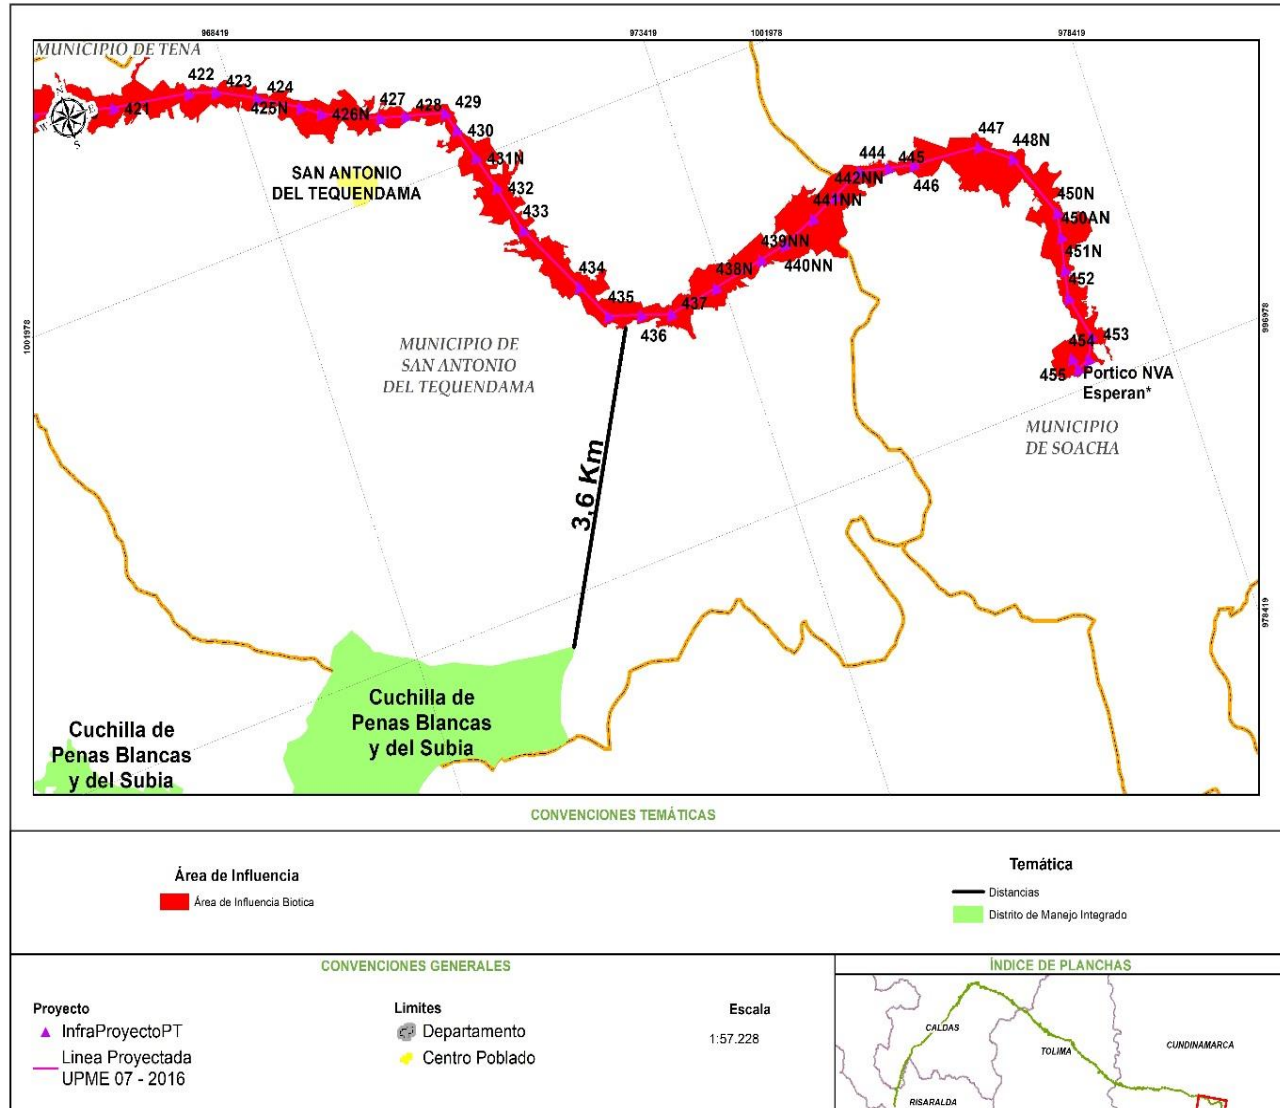 968419
973419
1001978
978419
MUNICIPIO DE TENA
N
E
S
421
422
423
424
425N
426N
427
428
429
430
431N
432
433
434
435
436
437
438N
439NN
440NN
441NN
442NN
444
445
446
447
448N
450N
450AN
451N
452
453
454
455
Portico NVA
Esperan*
SAN ANTONIO
DEL TEQUENDAMA
MUNICIPIO DE
SAN ANTONIO
DEL TEQUENDAMA
MUNICIPIO
DE SOACHA
1001978
996978
978419
3,6 Km
Cuchilla de
Penas Blancas
y del Subia
Cuchilla de
Penas Blancas
y del Subia
CONVENCIONES TEMÁTICAS
Área de Influencia
Área de Influencia Biotica
Temática
Distancias
Distrito de Manejo Integrado
CONVENCIONES GENERALES
Proyecto
InfraProyectoPT
Linea Proyectada
UPME 07 - 2016
Limites
Departamento
Centro Poblado
Escala
1:57.228
ÍNDICE DE PLANCHAS
CALDAS
TOLIMA
CUNDINAMARCA
RISARALDA